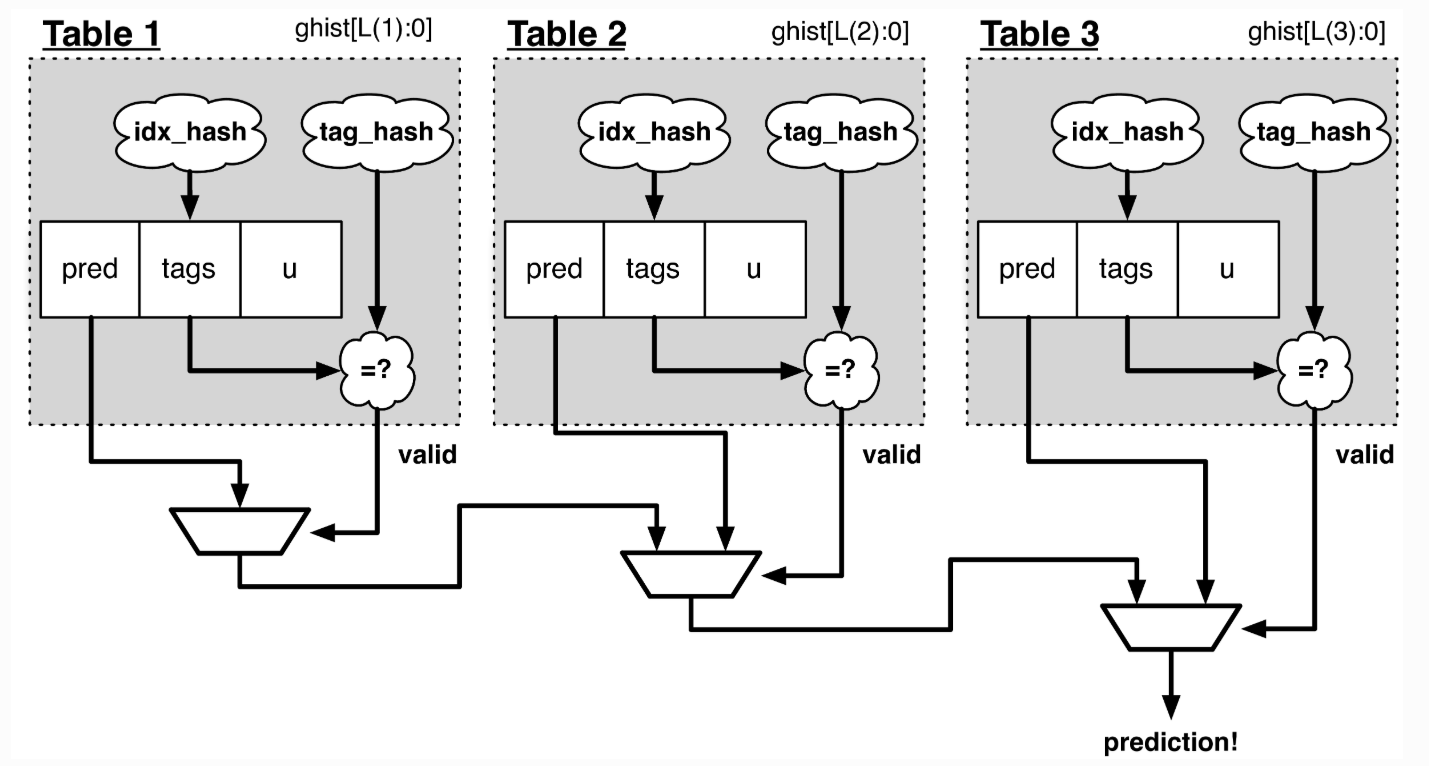 Table 1
ghist[L(1):0]
idx_hash
tag_hash
pred
tags
u
=?
valid
Table 2
ghist[L(2):0]
idx_hash
tag_hash
pred
tags
u
=?
valid
Table 3
ghist[L(3):0]
idx_hash
tag_hash
pred
tags
u
=?
valid
prediction!